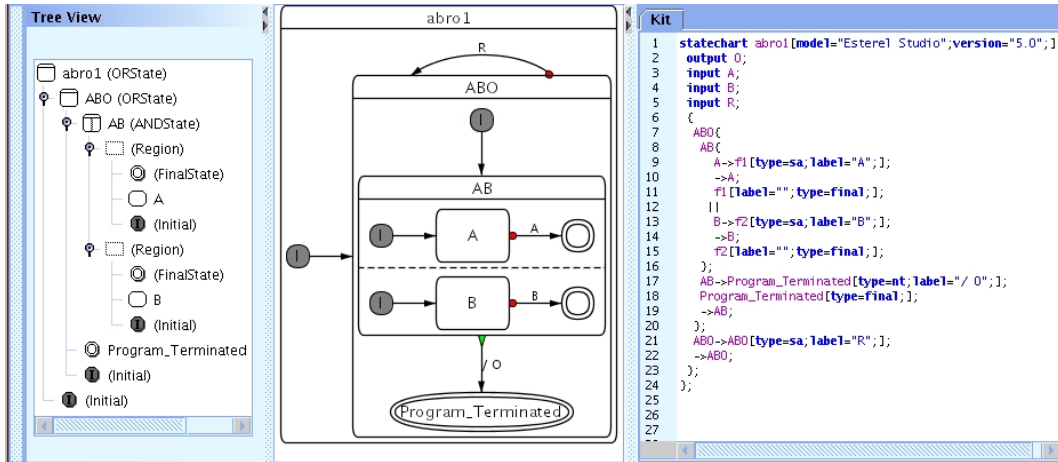 Tree View
abro1 (ORState)
ABO (ORState)
AB (ANDState)
(Region)
(FinalState)
A
(Initial)
(Region)
(FinalState)
B
(Initial)
Program_Terminated
(Initial)
(Initial)
abro1
R
ABO
I
AB
I
A
A
I
I
B
B
/ O
Program_Terminated
Kit
1 statechart abro1[model="Esterel Studio";version="5.0";]
2 output O;
3 input A;
4 input B;
5 input R;
6 {
7 ABO{
8 AB{
9 A->f1[type=sa;label="A";];
10 ->A;
11 f1[label="";type=final;];
12 ||
13 B->f2[type=sa;label="B";];
14 ->B;
15 f2[label="";type=final;];
16 };
17 AB->Program_Terminated[type=nt;label="/ O";];
18 Program_Terminated[type=final;];
19 ->AB;
20 };
21 ABO->ABO[type=sa;label="R";];
22 ->ABO;
23 };
24 };
25
26
27